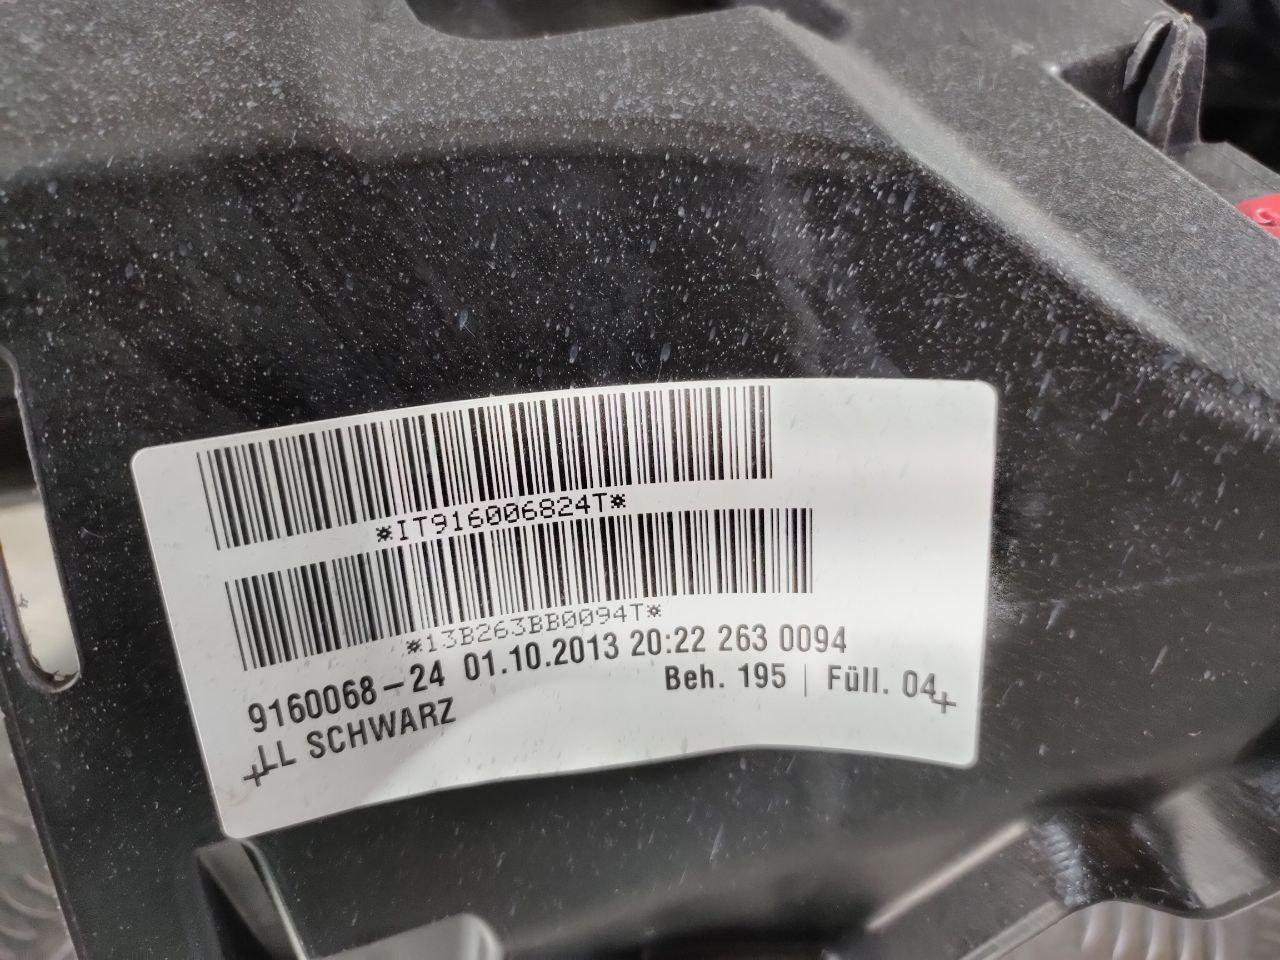 *IT916006824T*
*13B263BB0094T*
9160068-24 01.10.2013 20:22 263 0094
LL SCHWARZ Beh. 195 | Füll. 04